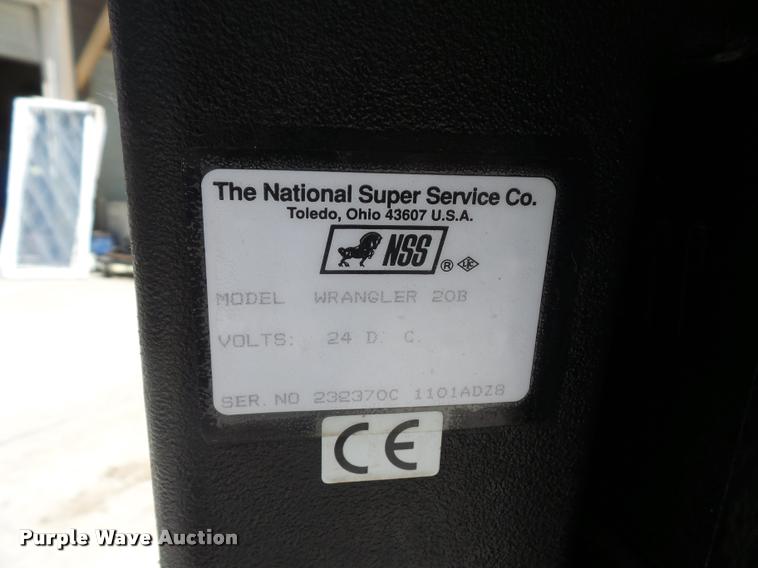 The National Super Service Co.
Toledo, Ohio 43607 U.S.A.
NSS ®
MODEL WRANGLER 20B
VOLTS: 24 D. C.
SER. NO 232370C 1101ADZ8
CE
Purple Wave Auction®